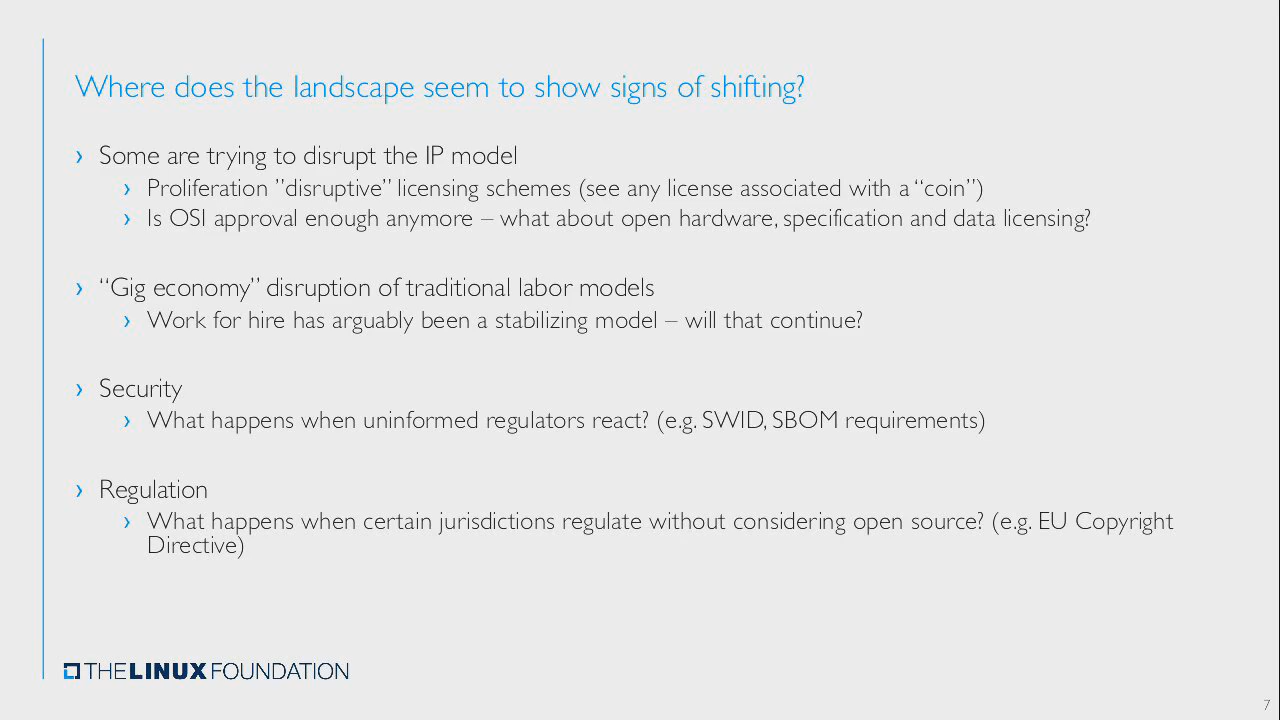 Where does the landscape seem to show signs of shifting?
› Some are trying to disrupt the IP model
› Proliferation ”disruptive” licensing schemes (see any license associated with a “coin”)
› Is OSI approval enough anymore – what about open hardware, specification and data licensing?
› “Gig economy” disruption of traditional labor models
› Work for hire has arguably been a stabilizing model – will that continue?
› Security
› What happens when uninformed regulators react? (e.g. SWID, SBOM requirements)
› Regulation
› What happens when certain jurisdictions regulate without considering open source? (e.g. EU Copyright
Directive)
THE LINUX FOUNDATION
7